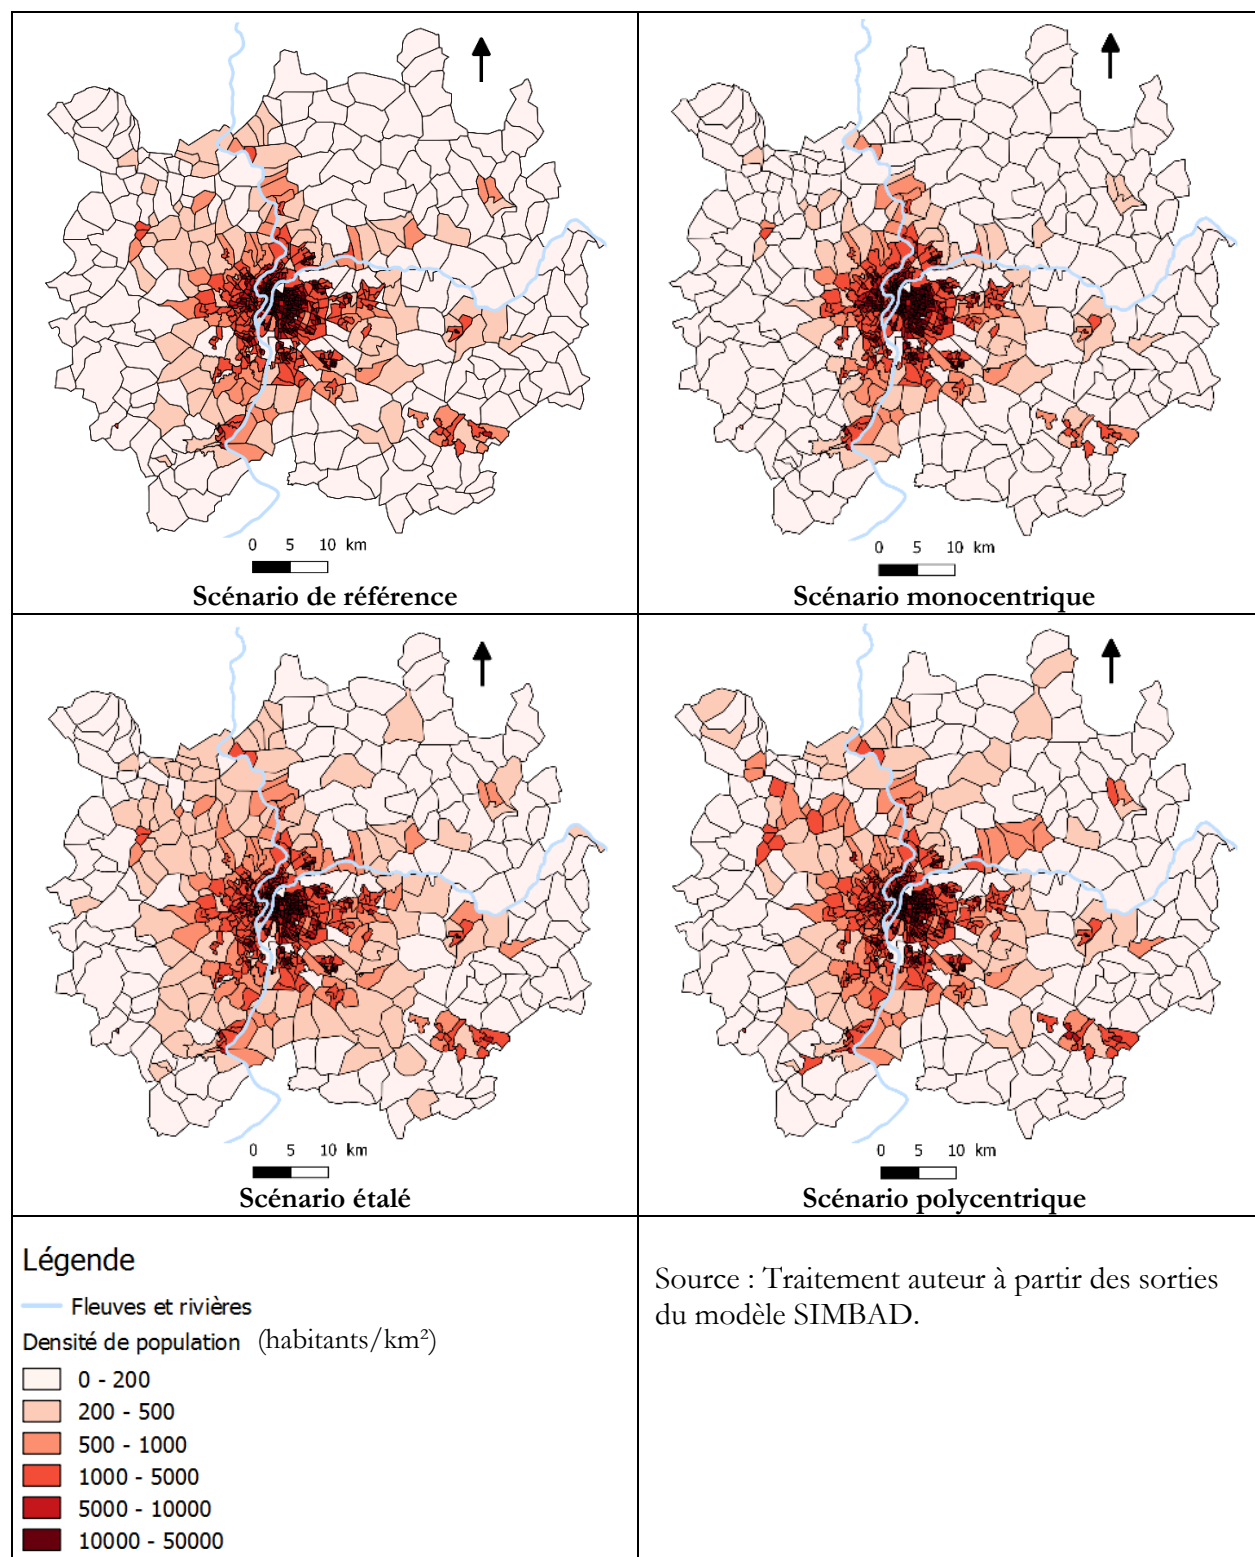 0 5 10 km
Scénario de référence
0 5 10 km
Scénario monocentrique
0 5 10 km
Scénario étalé
0 5 10 km
Scénario polycentrique
Légende
Fleuves et rivières
Densité de population (habitants/km²)
0 - 200
200 - 500
500 - 1000
1000 - 5000
5000 - 10000
10000 - 50000
Source : Traitement auteur à partir des sorties
du modèle SIMBAD.